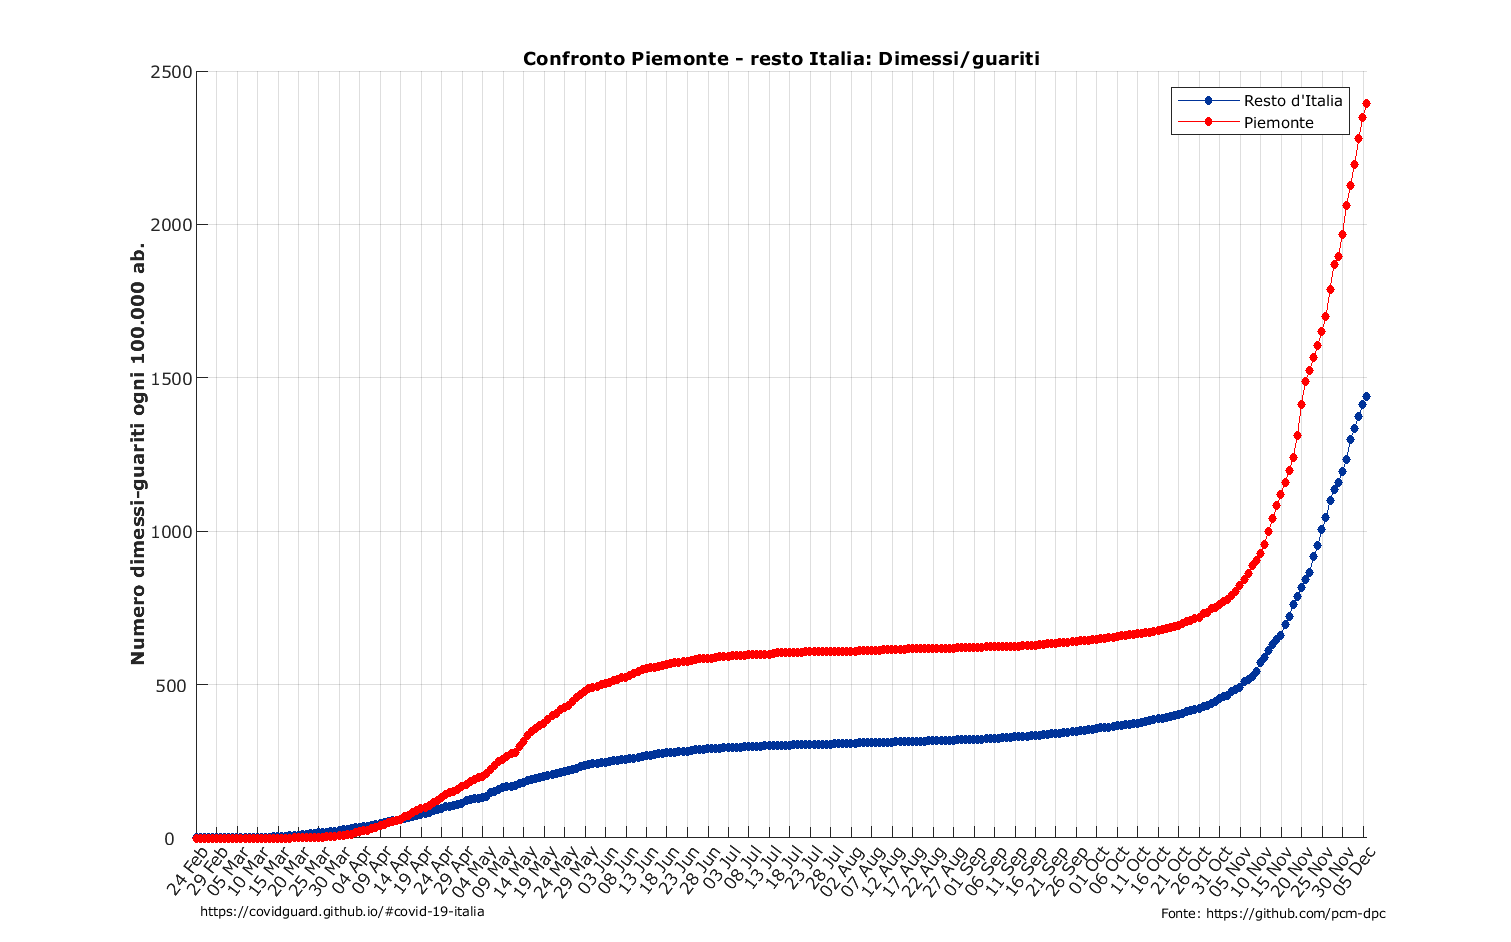 Confronto Piemonte - resto Italia: Dimessi/guariti
Numero dimessi-guariti ogni 100.000 ab.
2500
2000
1500
1000
500
0
Resto d'Italia
Piemonte
24 Feb
29 Feb
05 Mar
10 Mar
15 Mar
20 Mar
25 Mar
30 Mar
04 Apr
09 Apr
14 Apr
19 Apr
24 Apr
29 Apr
04 May
09 May
14 May
19 May
24 May
29 May
03 Jun
08 Jun
13 Jun
18 Jun
23 Jun
28 Jun
03 Jul
08 Jul
13 Jul
18 Jul
23 Jul
28 Jul
02 Aug
07 Aug
12 Aug
17 Aug
22 Aug
27 Aug
01 Sep
06 Sep
11 Sep
16 Sep
21 Sep
26 Sep
01 Oct
06 Oct
11 Oct
16 Oct
21 Oct
26 Oct
31 Oct
05 Nov
10 Nov
15 Nov
20 Nov
25 Nov
30 Nov
05 Dec
https://covidguard.github.io/#covid-19-italia
Fonte: https://github.com/pcm-dpc